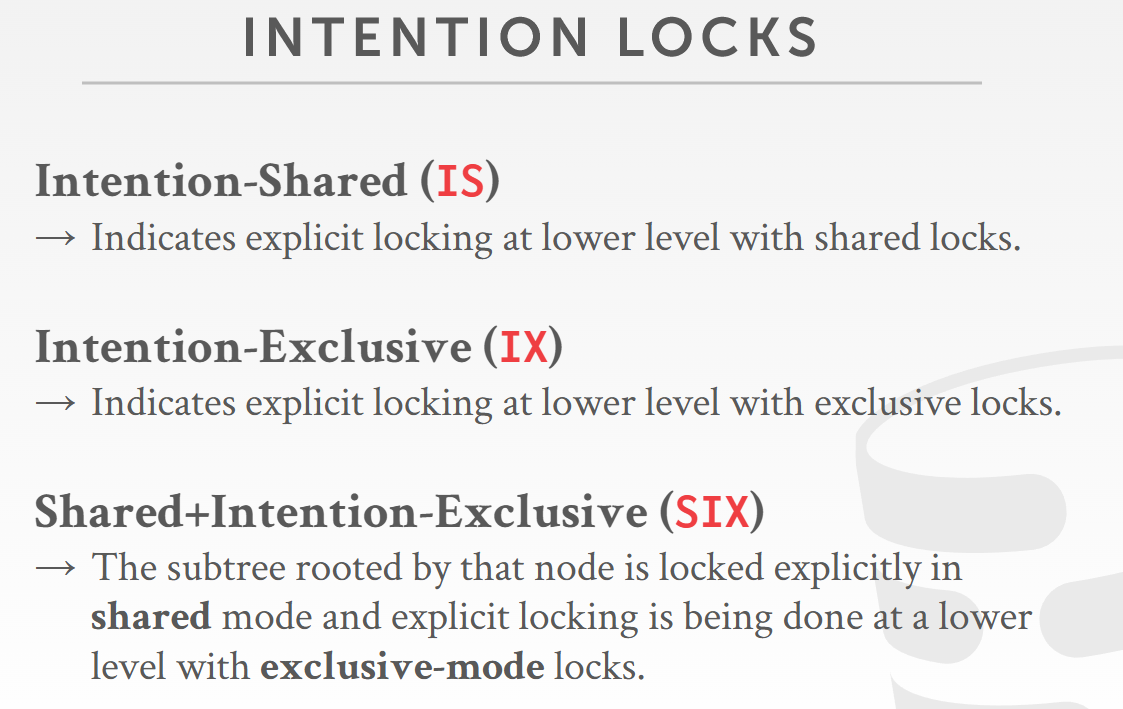 INTENTION LOCKS
Intention-Shared (IS)
→ Indicates explicit locking at lower level with shared locks.
Intention-Exclusive (IX)
→ Indicates explicit locking at lower level with exclusive locks.
Shared+Intention-Exclusive (SIX)
→ The subtree rooted by that node is locked explicitly in
shared mode and explicit locking is being done at a lower
level with exclusive-mode locks.